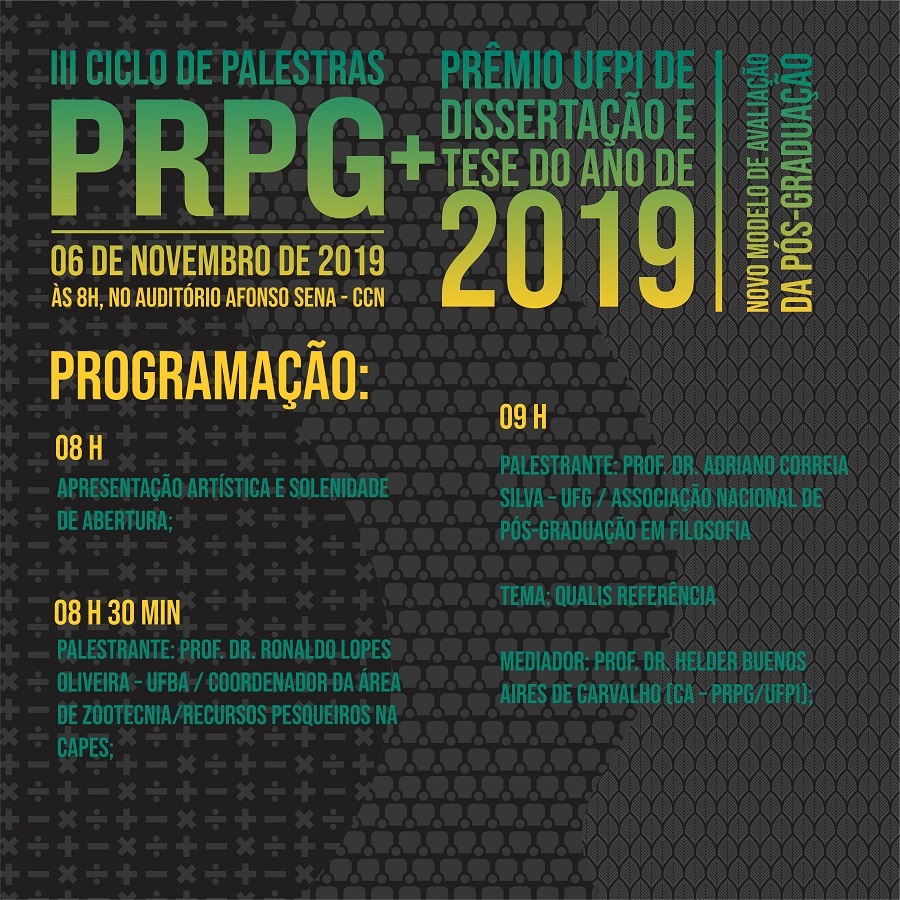 III CICLO DE PALESTRAS
PRPG+
06 DE NOVEMBRO DE 2019
ÀS 8H, NO AUDITÓRIO AFONSO SENA - CCN
PRÊMIO UFPI DE
DISSERTAÇÃO E
TESE DO ANO DE
2019
NOVO MODELO DE AVALIAÇÃO
DA PÓS-GRADUAÇÃO
PROGRAMAÇÃO:
08 H
APRESENTAÇÃO ARTÍSTICA E SOLENIDADE
DE ABERTURA;
08 H 30 MIN
PALESTRANTE: PROF. DR. RONALDO LOPES
OLIVEIRA – UFBA / COORDENADOR DA ÁREA
DE ZOOTECNIA/RECURSOS PESQUEIROS NA
CAPES;
09 H
PALESTRANTE: PROF. DR. ADRIANO CORREIA
SILVA – UFG / ASSOCIAÇÃO NACIONAL DE
PÓS-GRADUAÇÃO EM FILOSOFIA
TEMA: QUALIS REFERÊNCIA
MEDIADOR: PROF. DR. HELDER BUENOS
AIRES DE CARVALHO (CA – PRPG/UFPI);